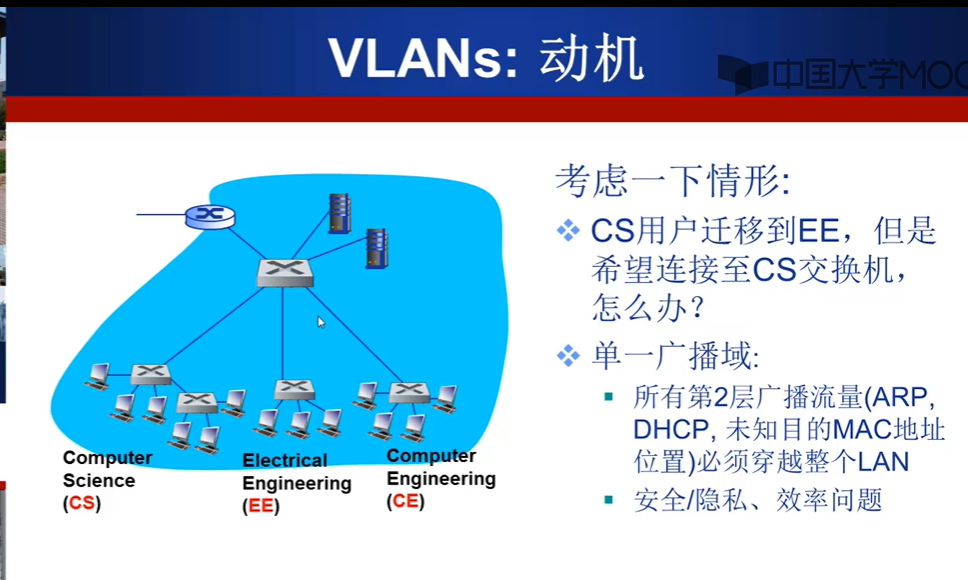 VLANs: 动机
中国大学MOO
考虑一下情形:
CS用户迁移到EE，但是
希望连接至CS交换机，
怎么办?
单一广播域:
所有第2层广播流量(ARP,
DHCP, 未知目的MAC地址
位置)必须穿越整个LAN
安全/隐私、效率问题
Computer
Science
(CS)
Electrical
Engineering
(EE)
Computer
Engineering
(CE)